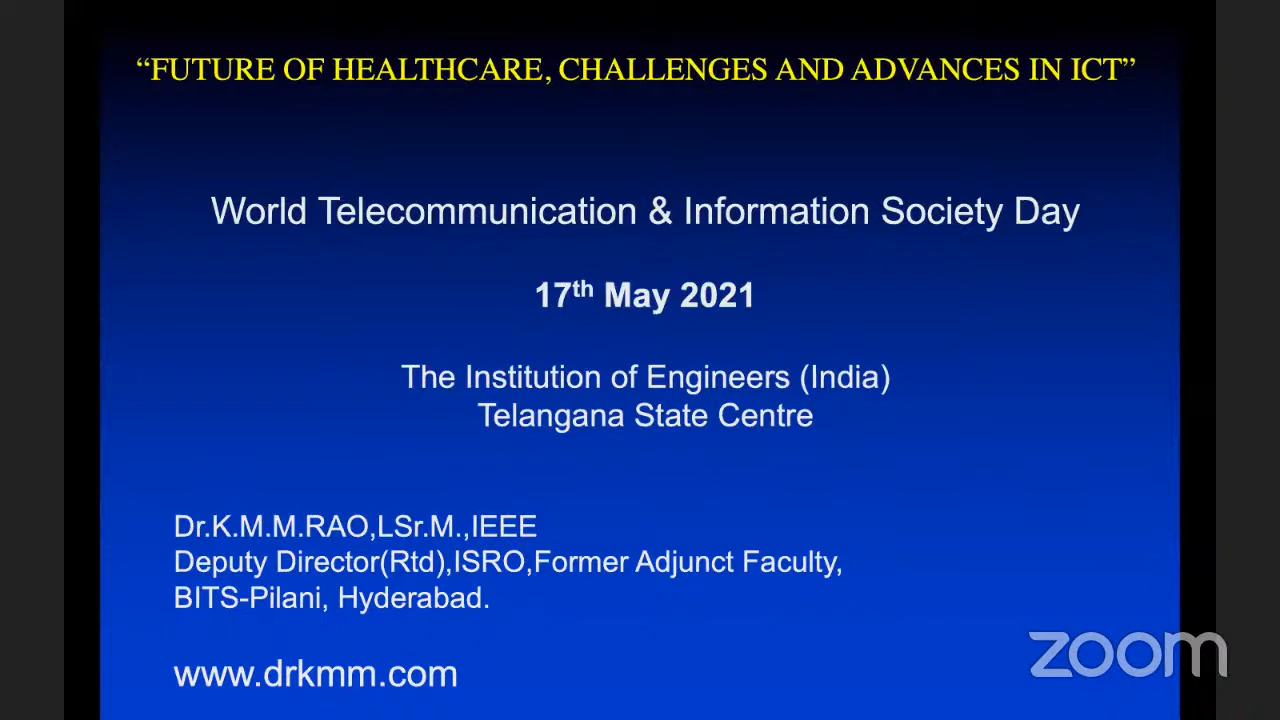 “FUTURE OF HEALTHCARE, CHALLENGES AND ADVANCES IN ICT”
World Telecommunication & Information Society Day
17th May 2021
The Institution of Engineers (India)
Telangana State Centre
Dr.K.M.M.RAO,LSr.M.,IEEE
Deputy Director(Rtd),ISRO,Former Adjunct Faculty,
BITS-Pilani, Hyderabad.
www.drkmm.com
zoom